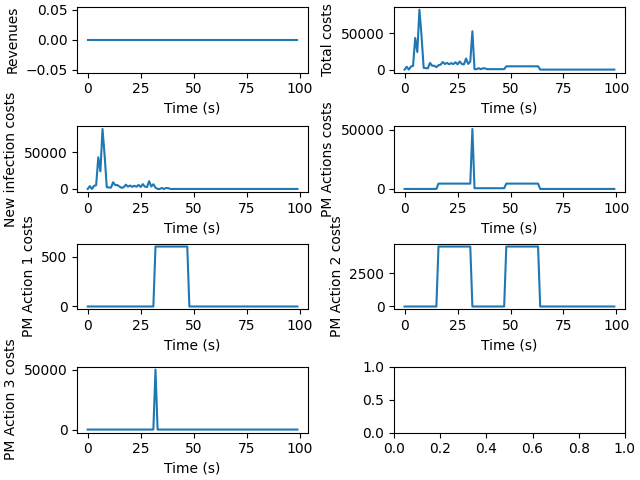 Revenues
0.05
0.00
−0.05
0 25 50 75 100
Time (s)
Total costs
50000
0
0 25 50 75 100
Time (s)
New infection costs
50000
0
0 25 50 75 100
Time (s)
PM Actions costs
50000
0
0 25 50 75 100
Time (s)
PM Action 1 costs
500
0
0 25 50 75 100
Time (s)
PM Action 2 costs
2500
0
0 25 50 75 100
Time (s)
PM Action 3 costs
50000
0
0 25 50 75 100
Time (s)
1.0
0.5
0.0
0.0 0.2 0.4 0.6 0.8 1.0